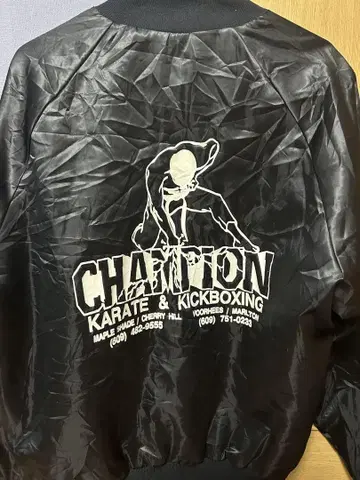 CHAMPION
KARATE & KICKBOXING
MAPLE SHADE / CHERRY HILL VOORHEES / MARLTON
(609) 482-9555 (609) 751-0233